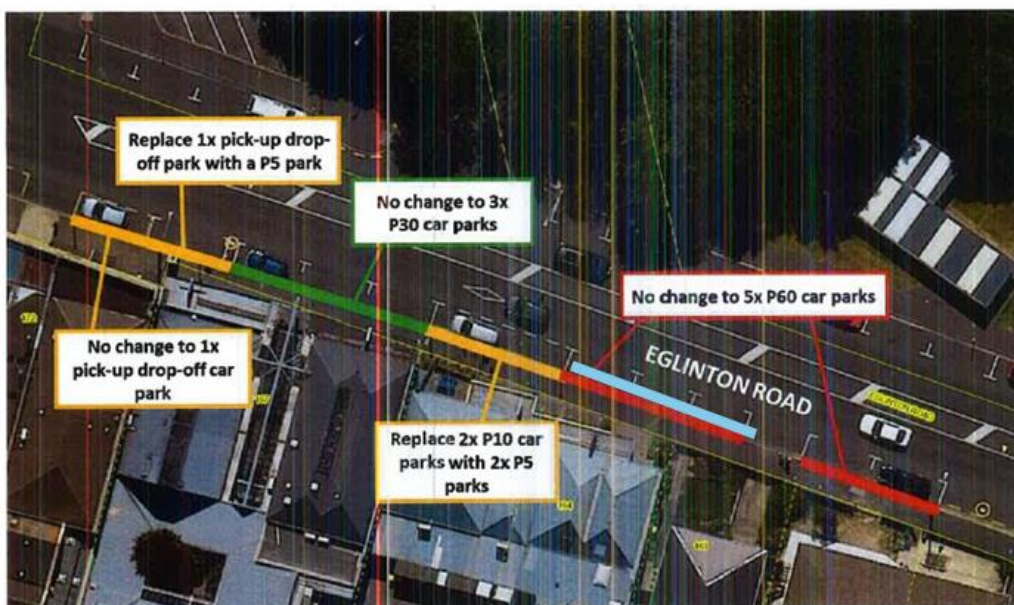 Replace 1x pick-up drop-
off park with a P5 park
No change to 3x
P30 car parks
No change to 5x P60 car parks
EGLINTON ROAD
EGLINTON ROAD
No change to 1x
pick-up drop-off car
park
Replace 2x P10 car
parks with 2x P5
parks